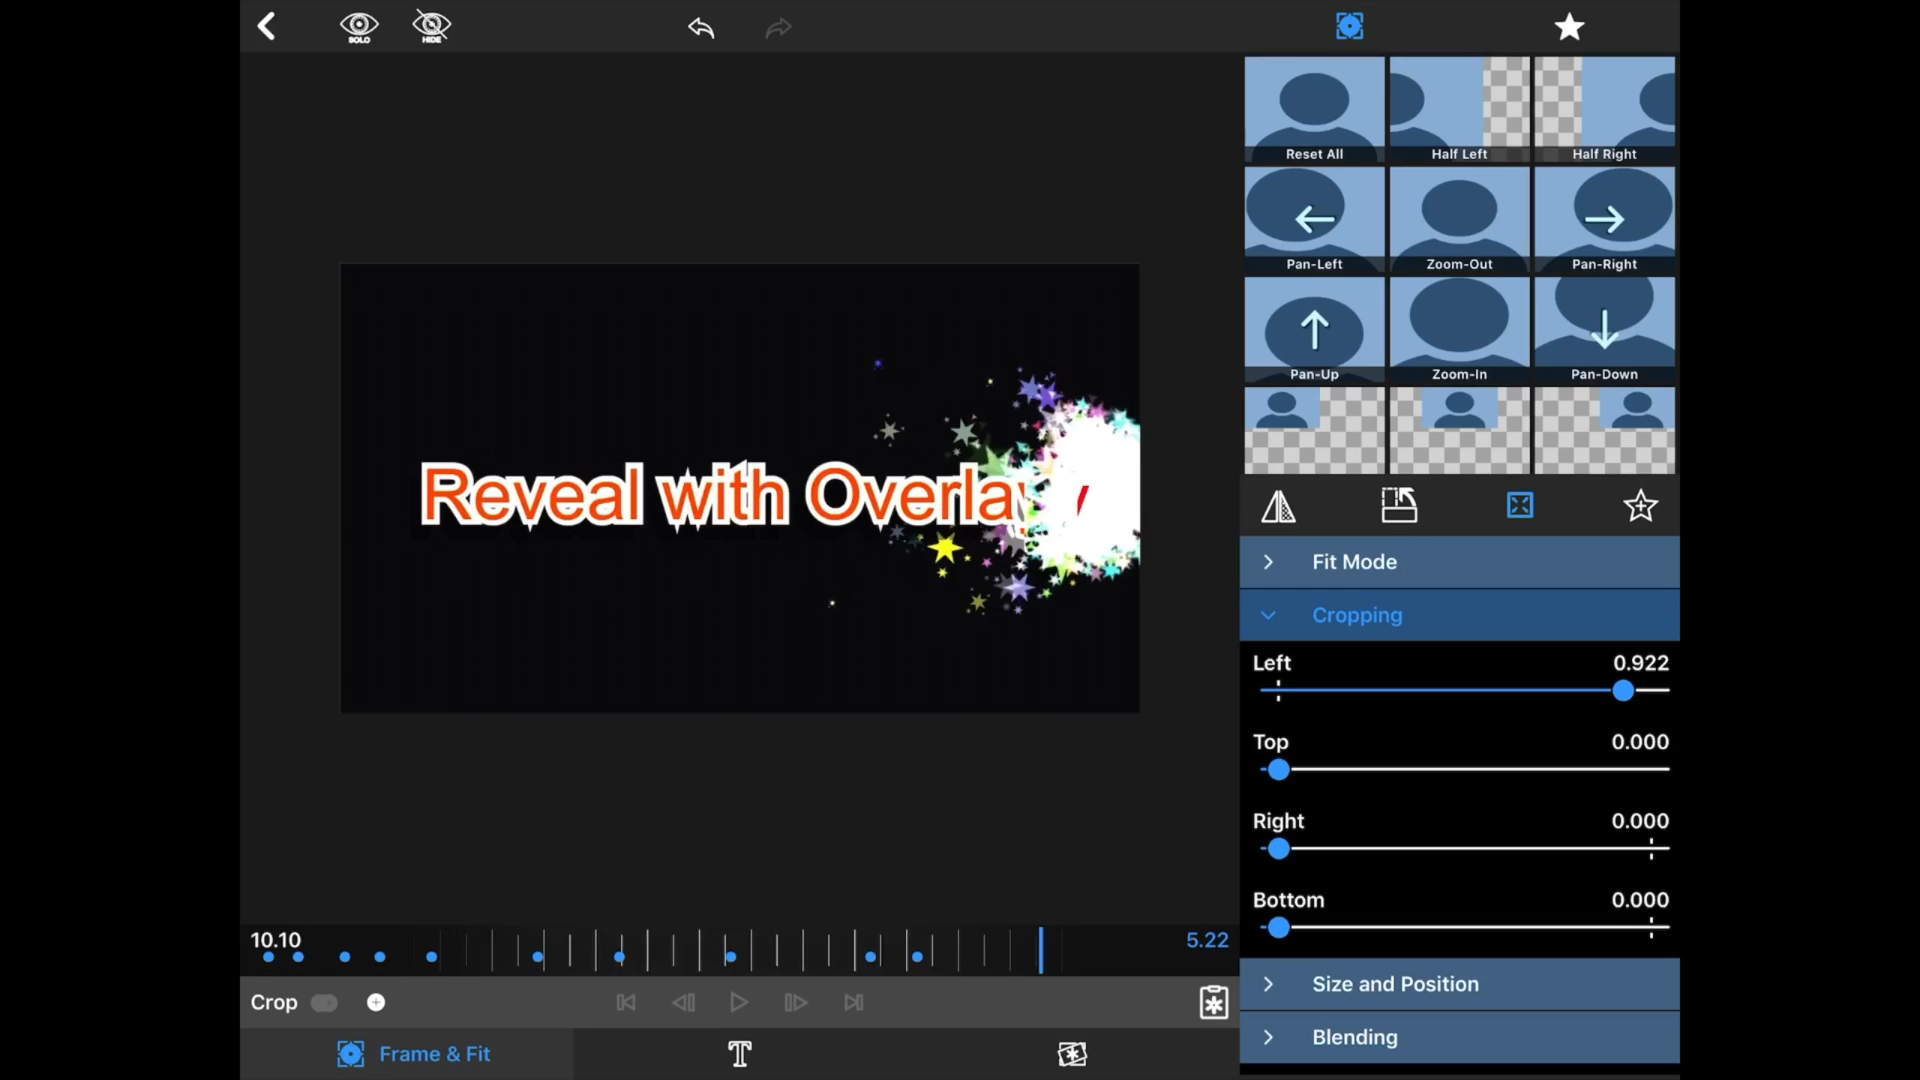 SOLO
HIDE
Reset All
Half Left
Half Right
Pan-Left
Zoom-Out
Pan-Right
Pan-Up
Zoom-In
Pan-Down
Reveal with Overlay
Fit Mode
Cropping
Left 0.922
Top 0.000
Right 0.000
Bottom 0.000
10.10
5.22
Size and Position
Crop
Blending
Frame & Fit
T